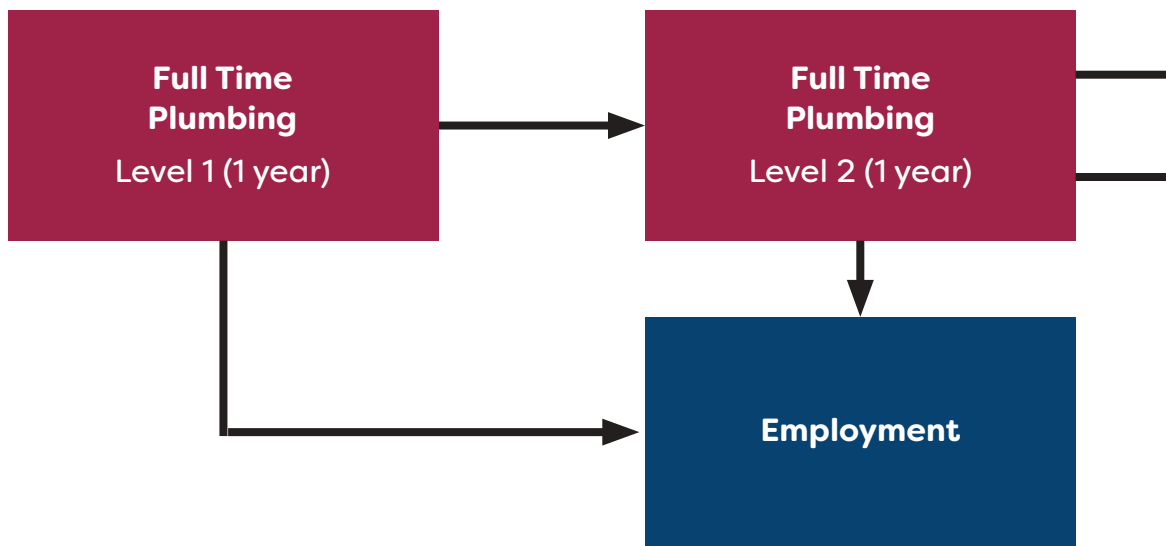 Full Time
Plumbing
Level 1 (1 year)
Full Time
Plumbing
Level 2 (1 year)
Employment